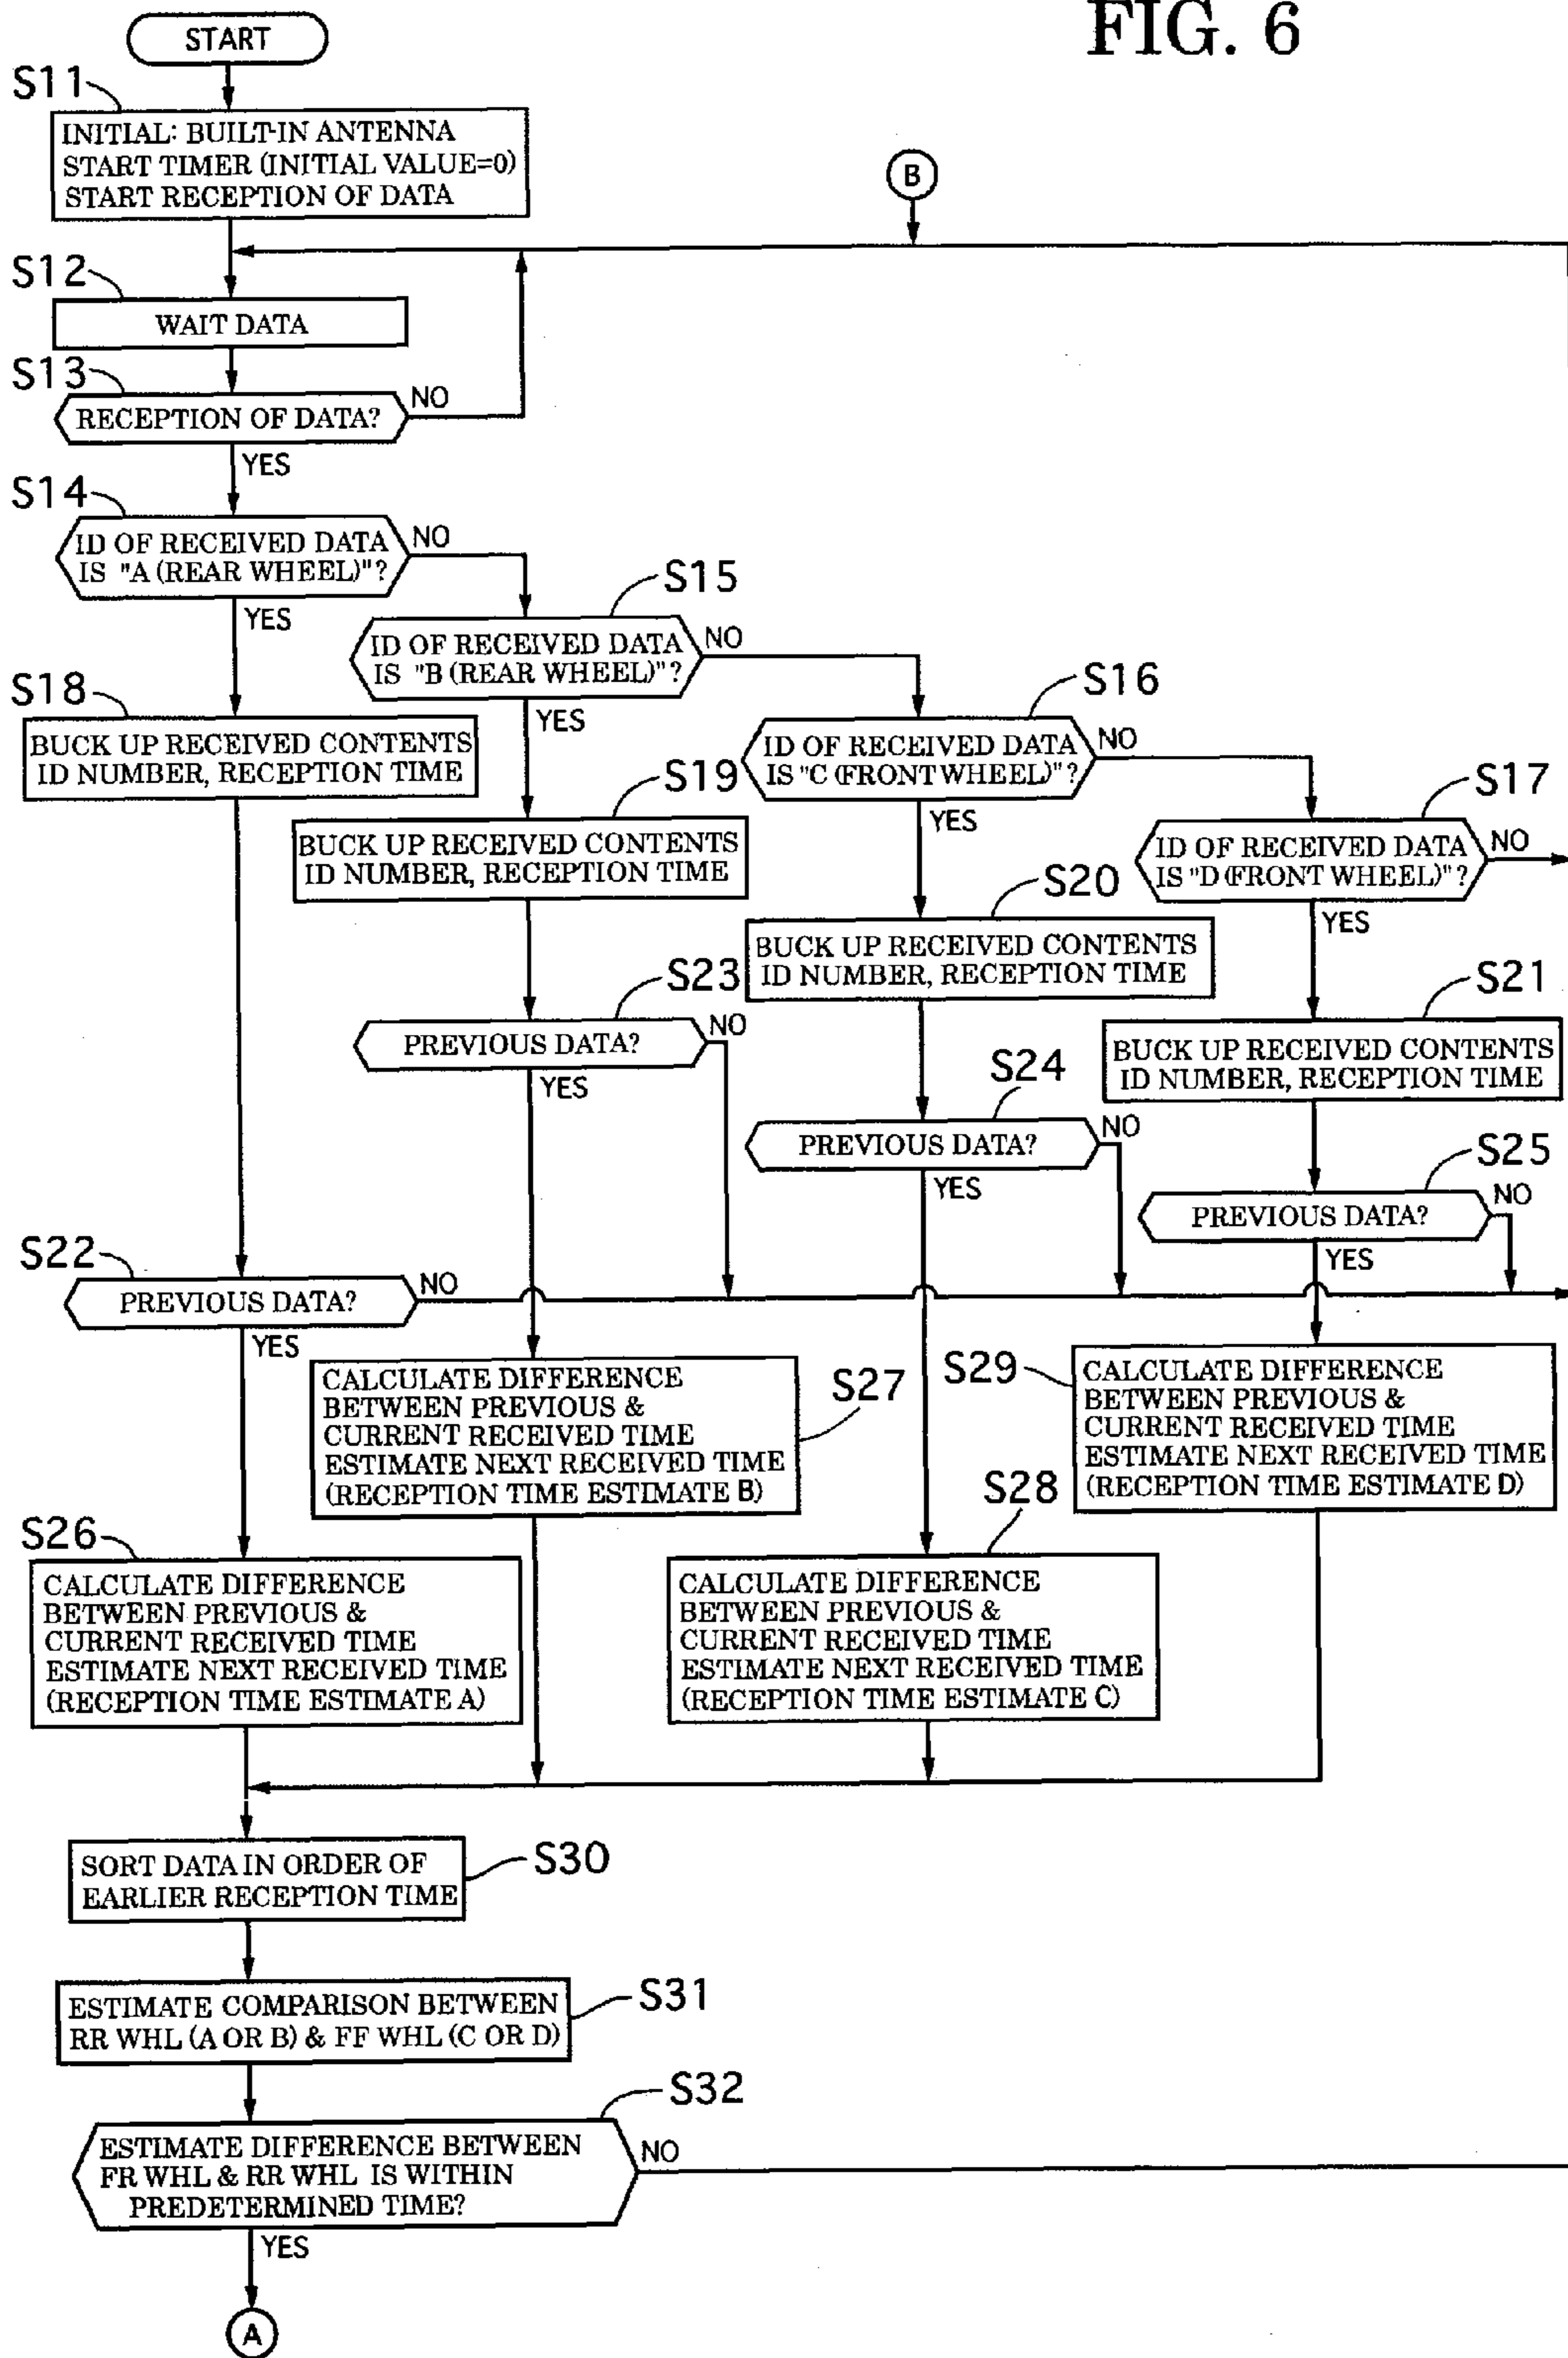 FIG. 6
START
S11
INITIAL: BUILT-IN ANTENNA
START TIMER (INITIAL VALUE=0)
START RECEPTION OF DATA
B
S12
WAIT DATA
S13
RECEPTION OF DATA?
NO
YES
S14
ID OF RECEIVED DATA
IS "A (REAR WHEEL)"?
NO
YES
S15
ID OF RECEIVED DATA
IS "B (REAR WHEEL)"?
NO
YES
S16
ID OF RECEIVED DATA
IS "C (FRONT WHEEL)"?
NO
YES
S17
ID OF RECEIVED DATA
IS "D (FRONT WHEEL)"?
NO
YES
S18
BUCK UP RECEIVED CONTENTS
ID NUMBER, RECEPTION TIME
S19
BUCK UP RECEIVED CONTENTS
ID NUMBER, RECEPTION TIME
S20
BUCK UP RECEIVED CONTENTS
ID NUMBER, RECEPTION TIME
S21
BUCK UP RECEIVED CONTENTS
ID NUMBER, RECEPTION TIME
S23
PREVIOUS DATA?
NO
YES
S24
PREVIOUS DATA?
NO
YES
S25
PREVIOUS DATA?
NO
YES
S22
PREVIOUS DATA?
NO
YES
S27
CALCULATE DIFFERENCE
BETWEEN PREVIOUS &
CURRENT RECEIVED TIME
ESTIMATE NEXT RECEIVED TIME
(RECEPTION TIME ESTIMATE B)
S29
CALCULATE DIFFERENCE
BETWEEN PREVIOUS &
CURRENT RECEIVED TIME
ESTIMATE NEXT RECEIVED TIME
(RECEPTION TIME ESTIMATE D)
S26
CALCULATE DIFFERENCE
BETWEEN PREVIOUS &
CURRENT RECEIVED TIME
ESTIMATE NEXT RECEIVED TIME
(RECEPTION TIME ESTIMATE A)
S28
CALCULATE DIFFERENCE
BETWEEN PREVIOUS &
CURRENT RECEIVED TIME
ESTIMATE NEXT RECEIVED TIME
(RECEPTION TIME ESTIMATE C)
S30
SORT DATA IN ORDER OF
EARLIER RECEPTION TIME
S31
ESTIMATE COMPARISON BETWEEN
RR WHL (A OR B) & FF WHL (C OR D)
S32
ESTIMATE DIFFERENCE BETWEEN
FR WHL & RR WHL IS WITHIN
PREDETERMINED TIME?
NO
YES
A